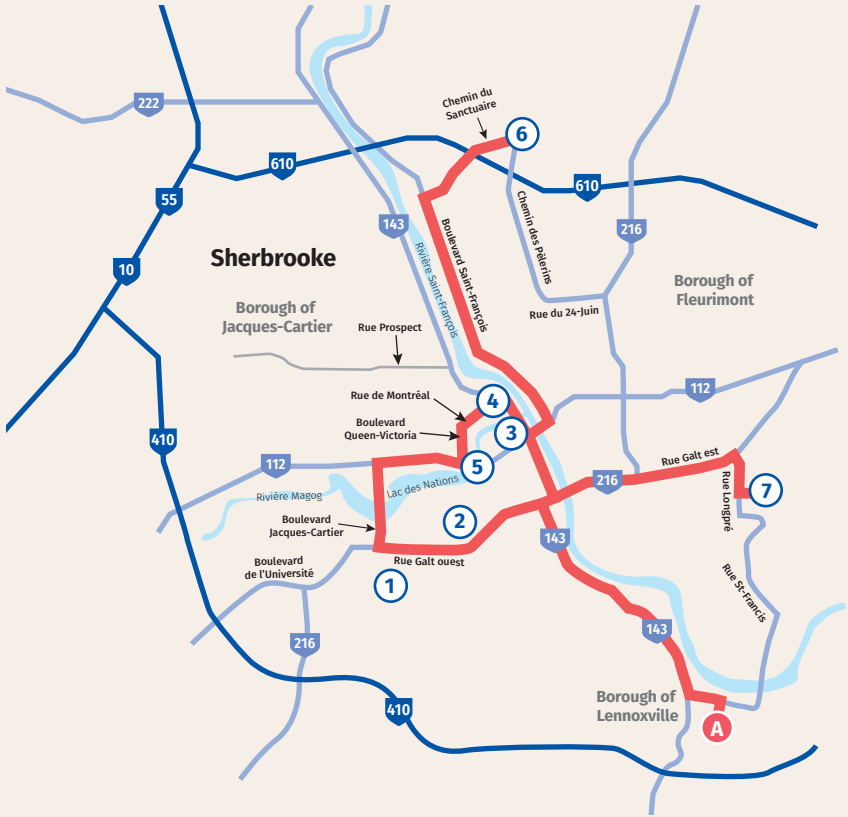 Chemin du
Sanctuaire
6
222
610
610
55
143
Chemin des Pèlerins
216
Boulevard Saint-François
Rivière Saint-François
Sherbrooke
10
Borough of
Fleurimont
Borough of
Jacques-Cartier
Rue du 24-Juin
Rue Prospect
112
Rue de Montréal
4
Boulevard
Queen-Victoria
3
410
112
5
Rue Galt est
216
Lac des Nations
Rivière Magog
Rue Longpré
7
Boulevard
Jacques-Cartier
2
143
Rue Galt ouest
Boulevard
de l'Université
1
Rue St-Francis
216
143
Borough of
Lennoxville
410
A